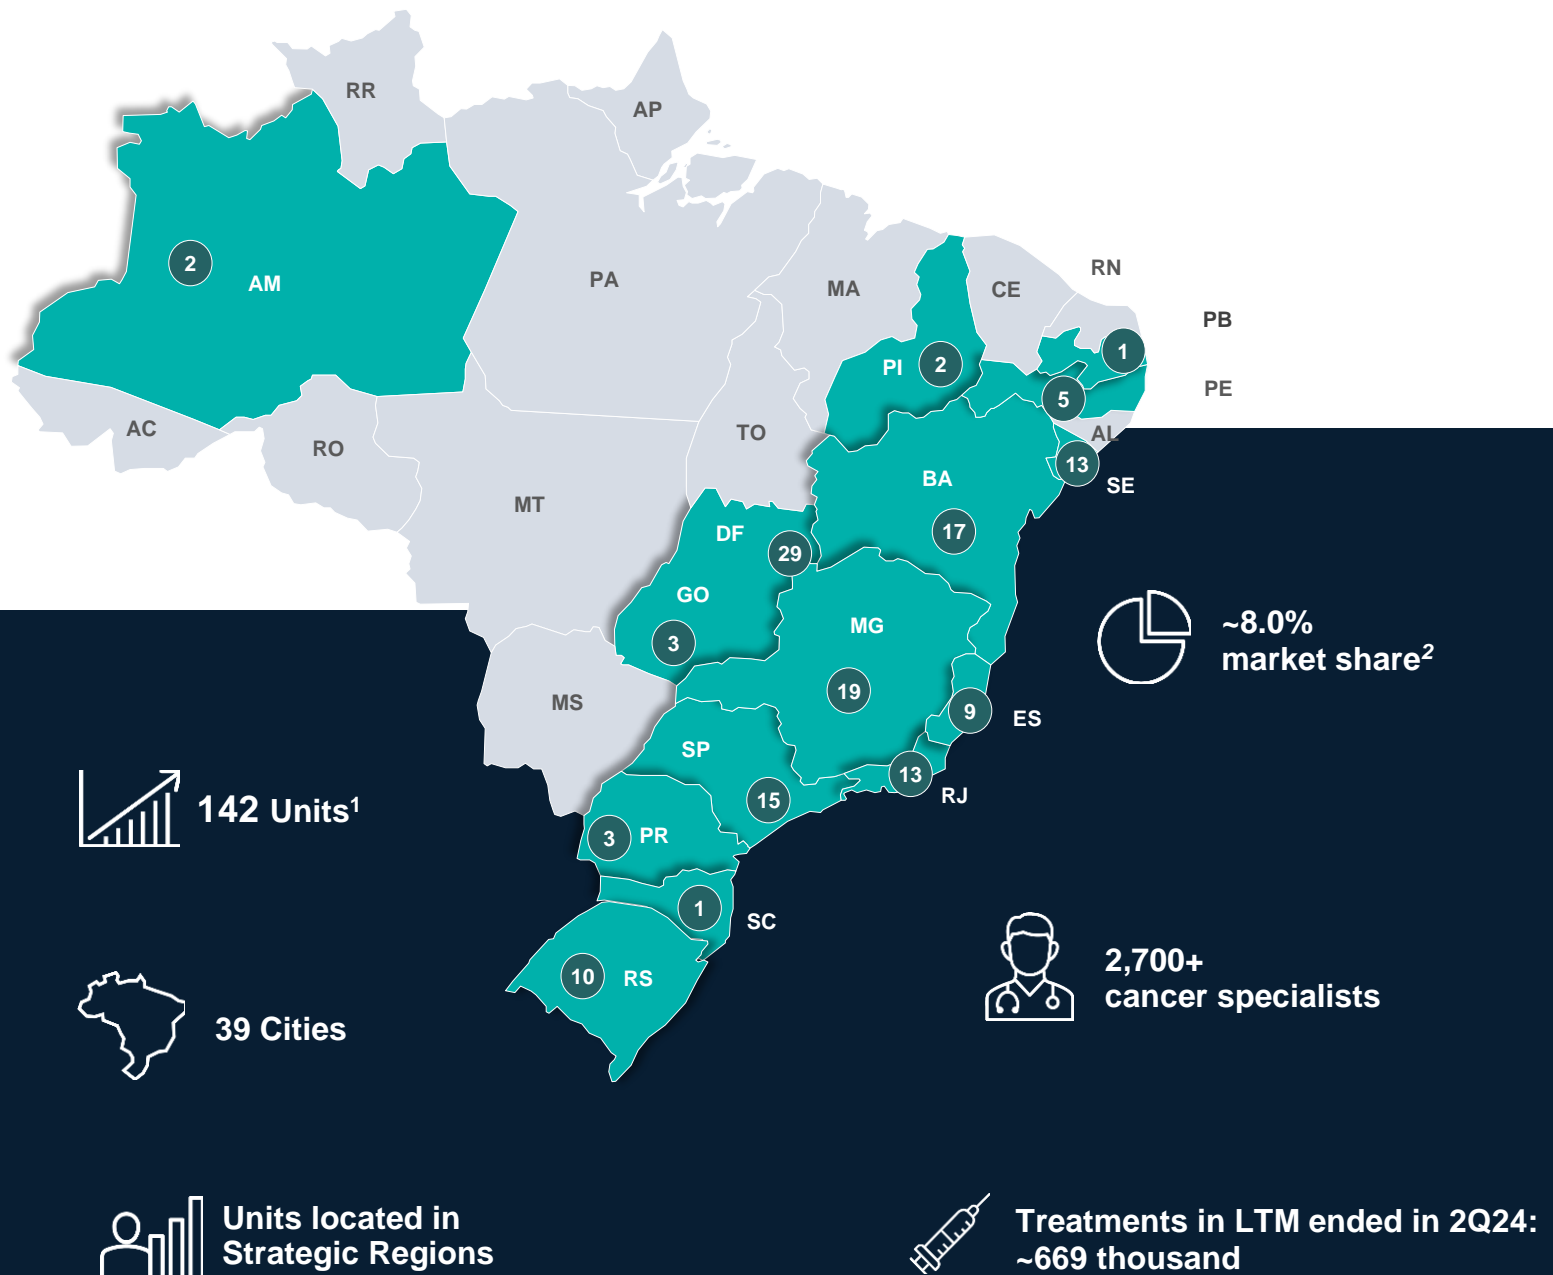 RR
AP
2
AM
PA
MA
CE
RN
PB
PI
2
1
PE
5
AC
RO
TO
AL
13
SE
BA
MT
17
DF
29
GO
3
MG
~8.0%
market share²
MS
19
9
ES
SP
13
RJ
15
142 Units¹
3
PR
1
SC
10
RS
2,700+
cancer specialists
39 Cities
Units located in
Strategic Regions
Treatments in LTM ended in 2Q24:
~669 thousand